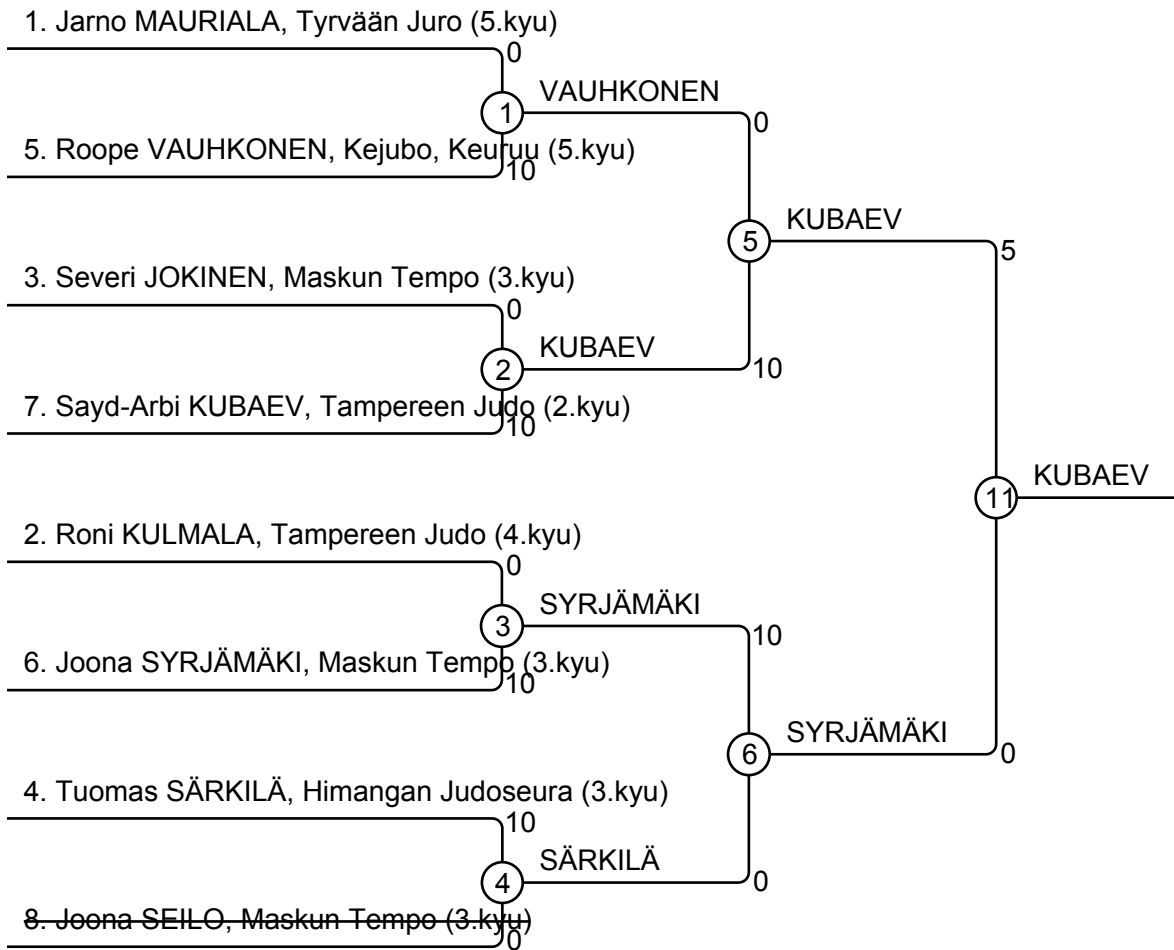 1. Jarno MAURIALA, Tyrvään Juro (5.kyu)
0
1
VAUHKONEN
0
5. Roope VAUHKONEN, Kejubo, Keuruu (5.kyu)
10
5
KUBAEV
5
3. Severi JOKINEN, Maskun Tempo (3.kyu)
0
2
KUBAEV
10
7. Sayd-Arbi KUBAEV, Tampereen Judo (2.kyu)
10
11
KUBAEV
2. Roni KULMALA, Tampereen Judo (4.kyu)
0
3
SYRJÄMÄKI
10
6. Joona SYRJÄMÄKI, Maskun Tempo (3.kyu)
10
6
SYRJÄMÄKI
0
4. Tuomas SÄRKILÄ, Himangan Judoseura (3.kyu)
10
4
SÄRKILÄ
0
8. Joona SEILO, Maskun Tempo (3.kyu)
0